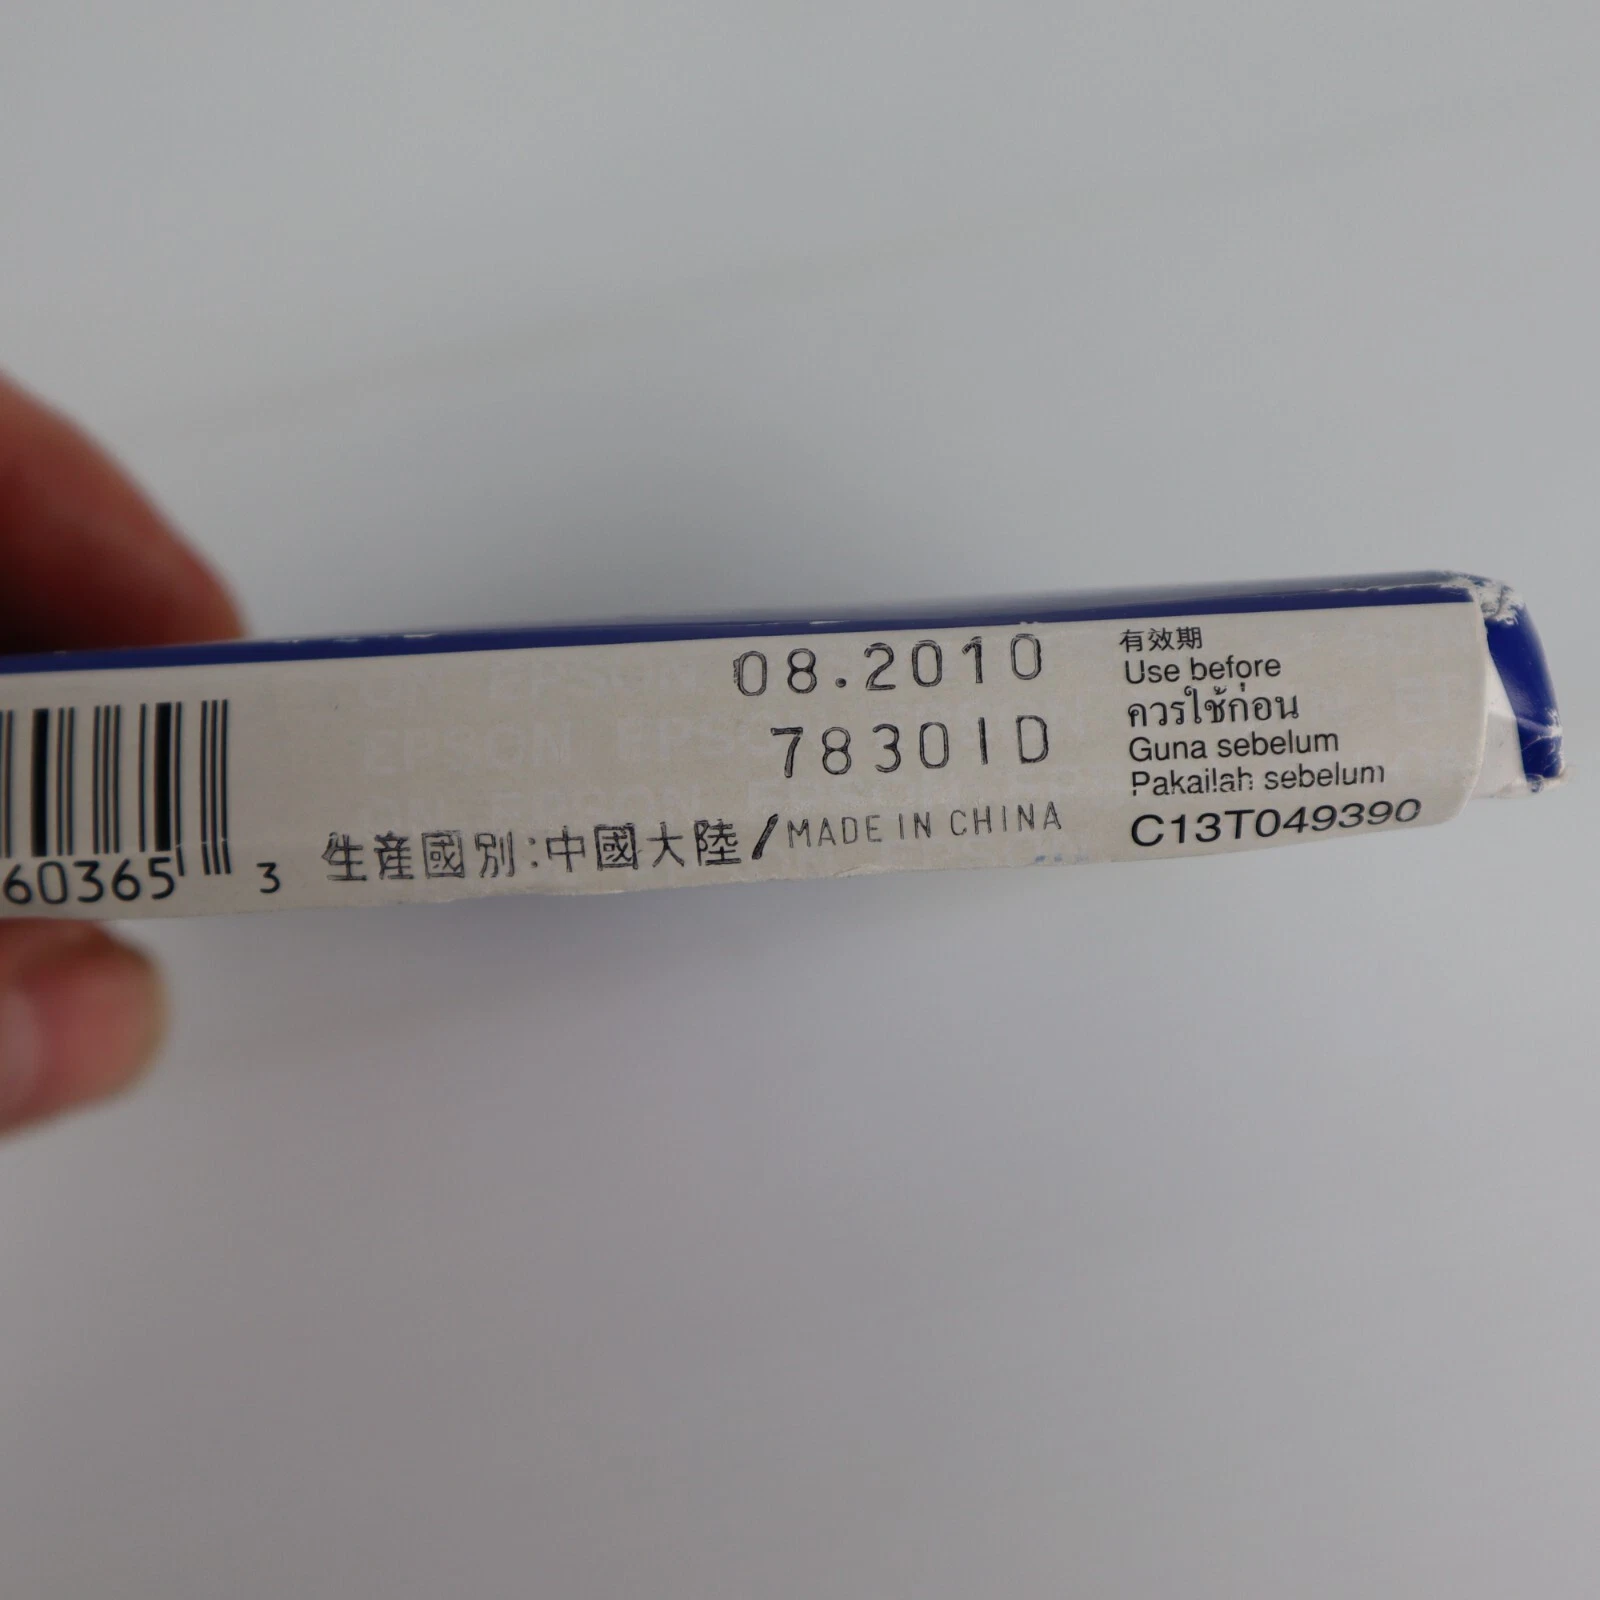 08.2010
78301D
生産國別:中國大陸/MADE IN CHINA
60365 3
有效期
Use before
ควรใช้ก่อน
Guna sebelum
Pakailah sebelum
C13T049390